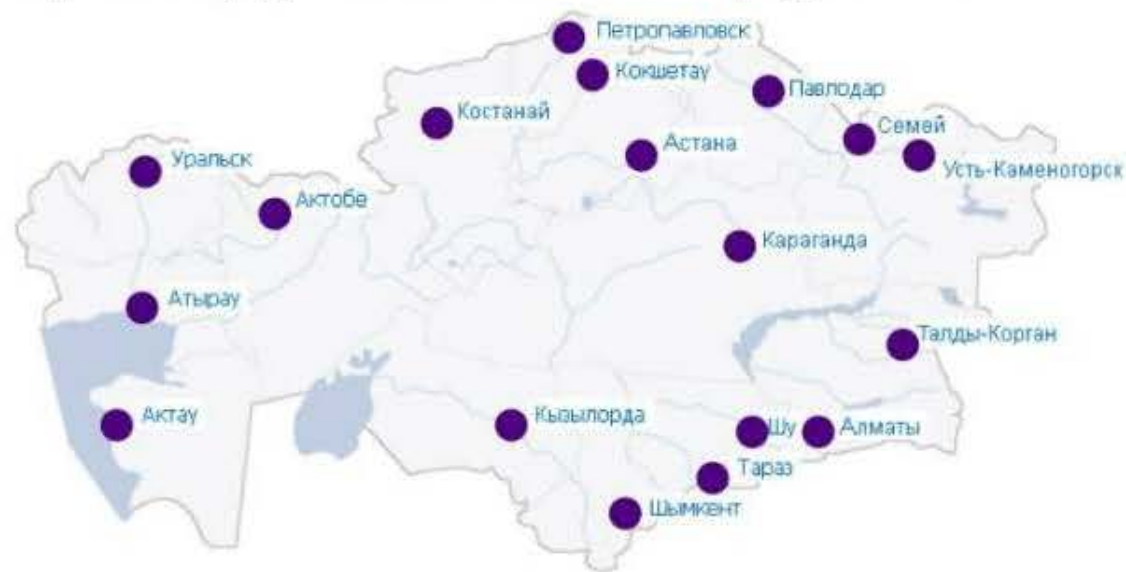 Петропавловск
Кокшетау
Павлодар
Костанай
Семей
Астана
Усть-Каменогорск
Уральск
Актобе
Караганда
Атырау
Талды-Корган
Актау
Кызылорда
Шу
Алматы
Тараз
Шымкент